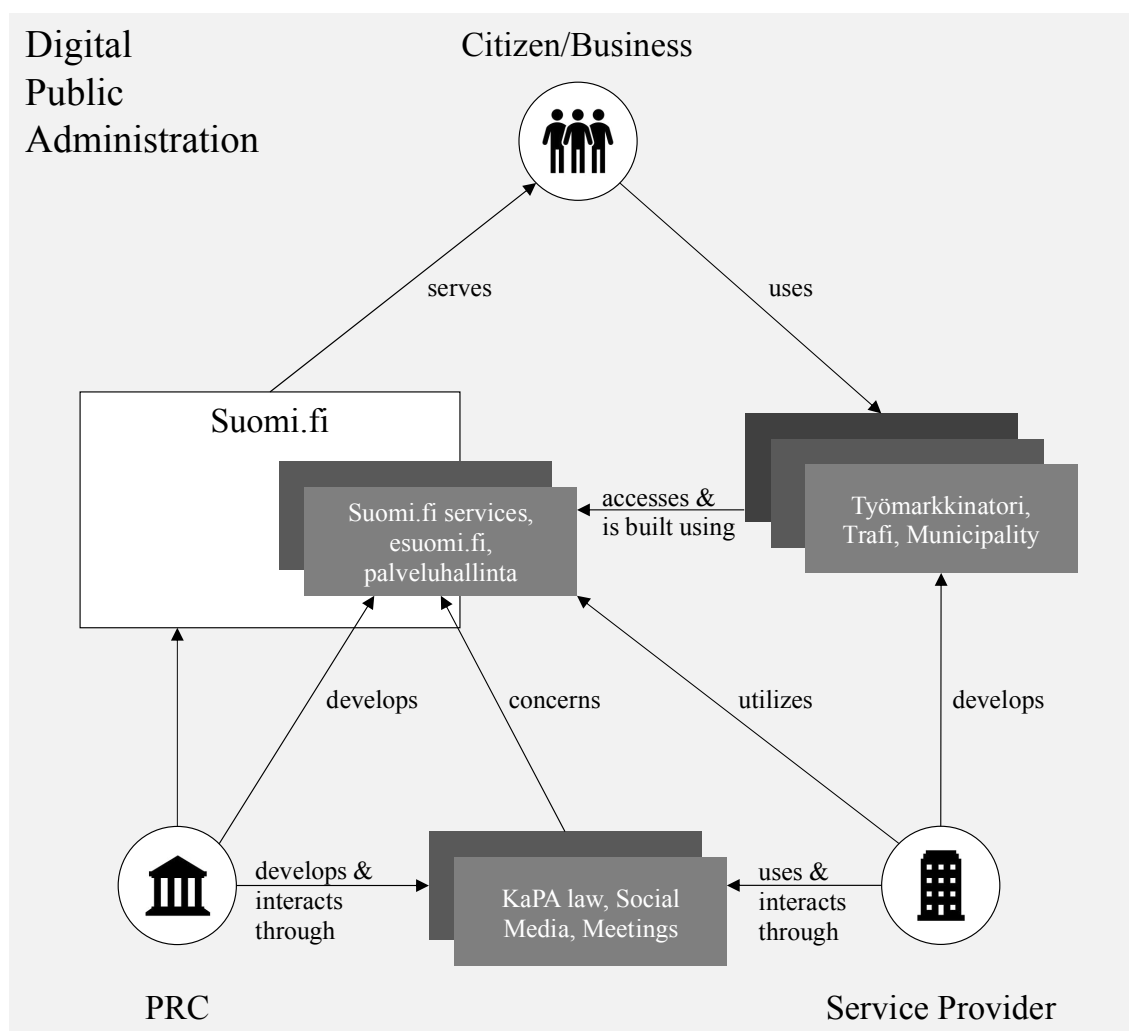 Digital
Public
Administration
Citizen/Business
serves
uses
Suomi.fi
Suomi.fi services,
esuomi.fi,
palveluhallinta
accesses &
is built using
Työmarkkinatori,
Trafi, Municipality
develops
concerns
utilizes
develops
develops &
interacts
through
KaPA law, Social
Media, Meetings
uses &
interacts
through
PRC
Service Provider